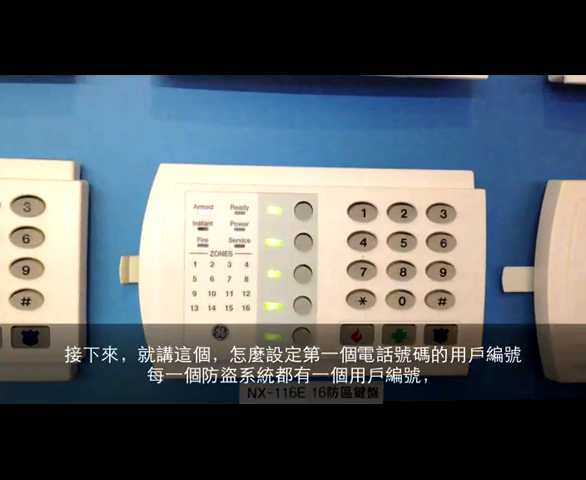 3
6
9
#
Armed Ready
Instant Power
Fire Service
ZONES
1 2 3 4
5 6 7 8
9 10 11 12
13 14 15 16
GE
1 2 3
4 5 6
7 8 9
* 0 #
接下來，就講這個，怎麼設定第一個電話號碼的用戶編號
每一個防盜系統都有一個用戶編號，
NX-116E 16防區鍵盤